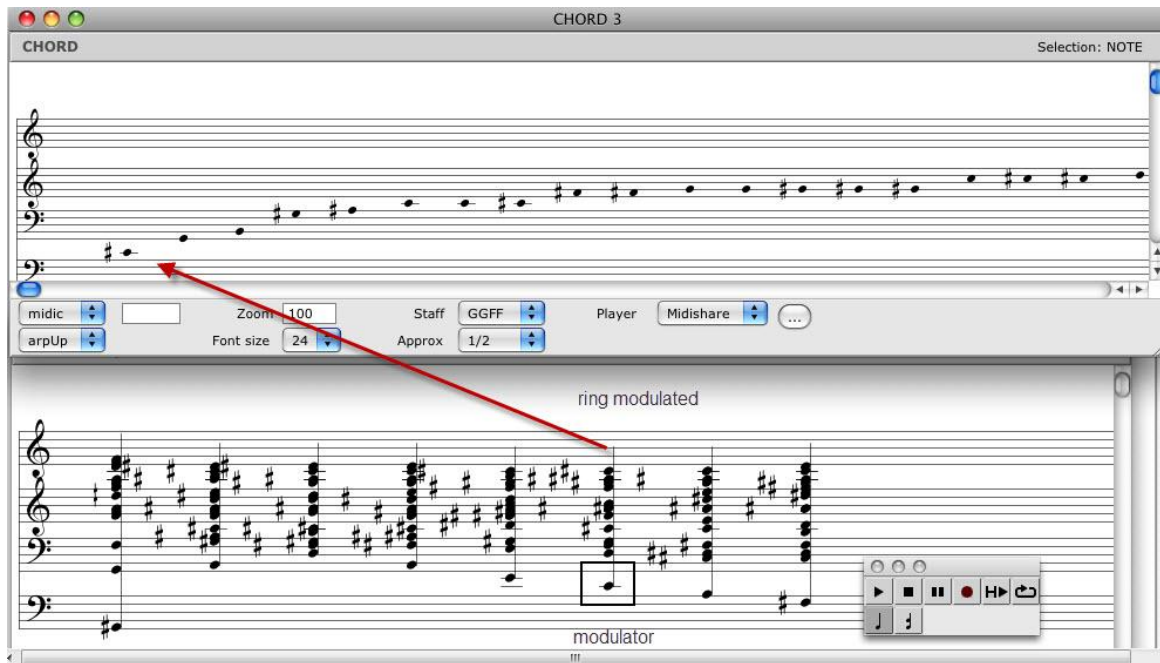 CHORD 3
CHORD Selection: NOTE
midic Zoom 100 Staff GGFF Player Midishare ...
arpUp Font size 24 Approx 1/2
ring modulated
modulator